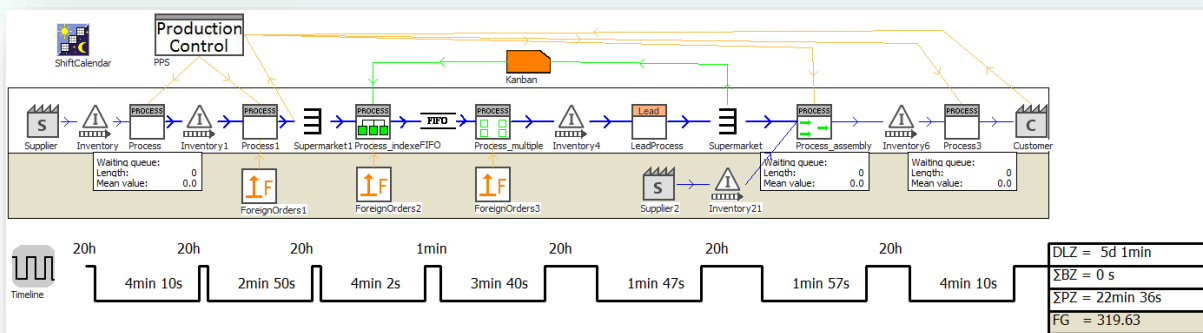 Production
Control
ShiftCalendar
PPS
Kanban
S
I
PROCESS
I
PROCESS
PROCESS
FIFO
PROCESS
I
Lead
PROCESS
I
PROCESS
C
Supplier
Inventory
Process
Inventory1
Process1
Supermarket1
Process_indexe
FIFO
Process_multiple
Inventory4
LeadProcess
Supermarket
Process_assembly
Inventory6
Process3
Customer
Waiting queue:
Length: 0
Mean value: 0.0
Waiting queue:
Length: 0
Mean value: 0.0
Waiting queue:
Length: 0
Mean value: 0.0
F
F
F
S
I
ForeignOrders1
ForeignOrders2
ForeignOrders3
Supplier2
Inventory21
20h
20h
20h
1min
20h
20h
20h
4min 10s
2min 50s
4min 2s
3min 40s
1min 47s
1min 57s
4min 10s
Timeline
DLZ = 5d 1min
ΣBZ = 0 s
ΣPZ = 22min 36s
FG = 319.63